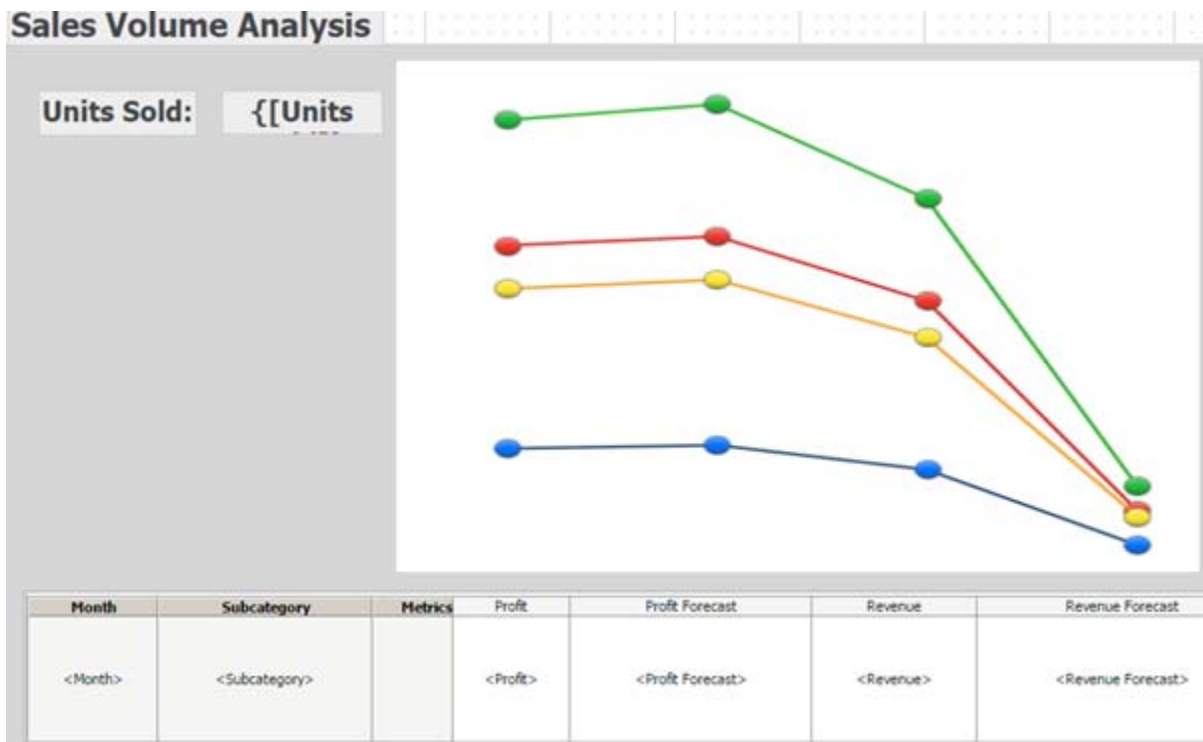 Sales Volume Analysis
Units Sold: {[Units
Month Subcategory Metrics Profit Profit Forecast Revenue Revenue Forecast
<Month> <Subcategory> <Profit> <Profit Forecast> <Revenue> <Revenue Forecast>